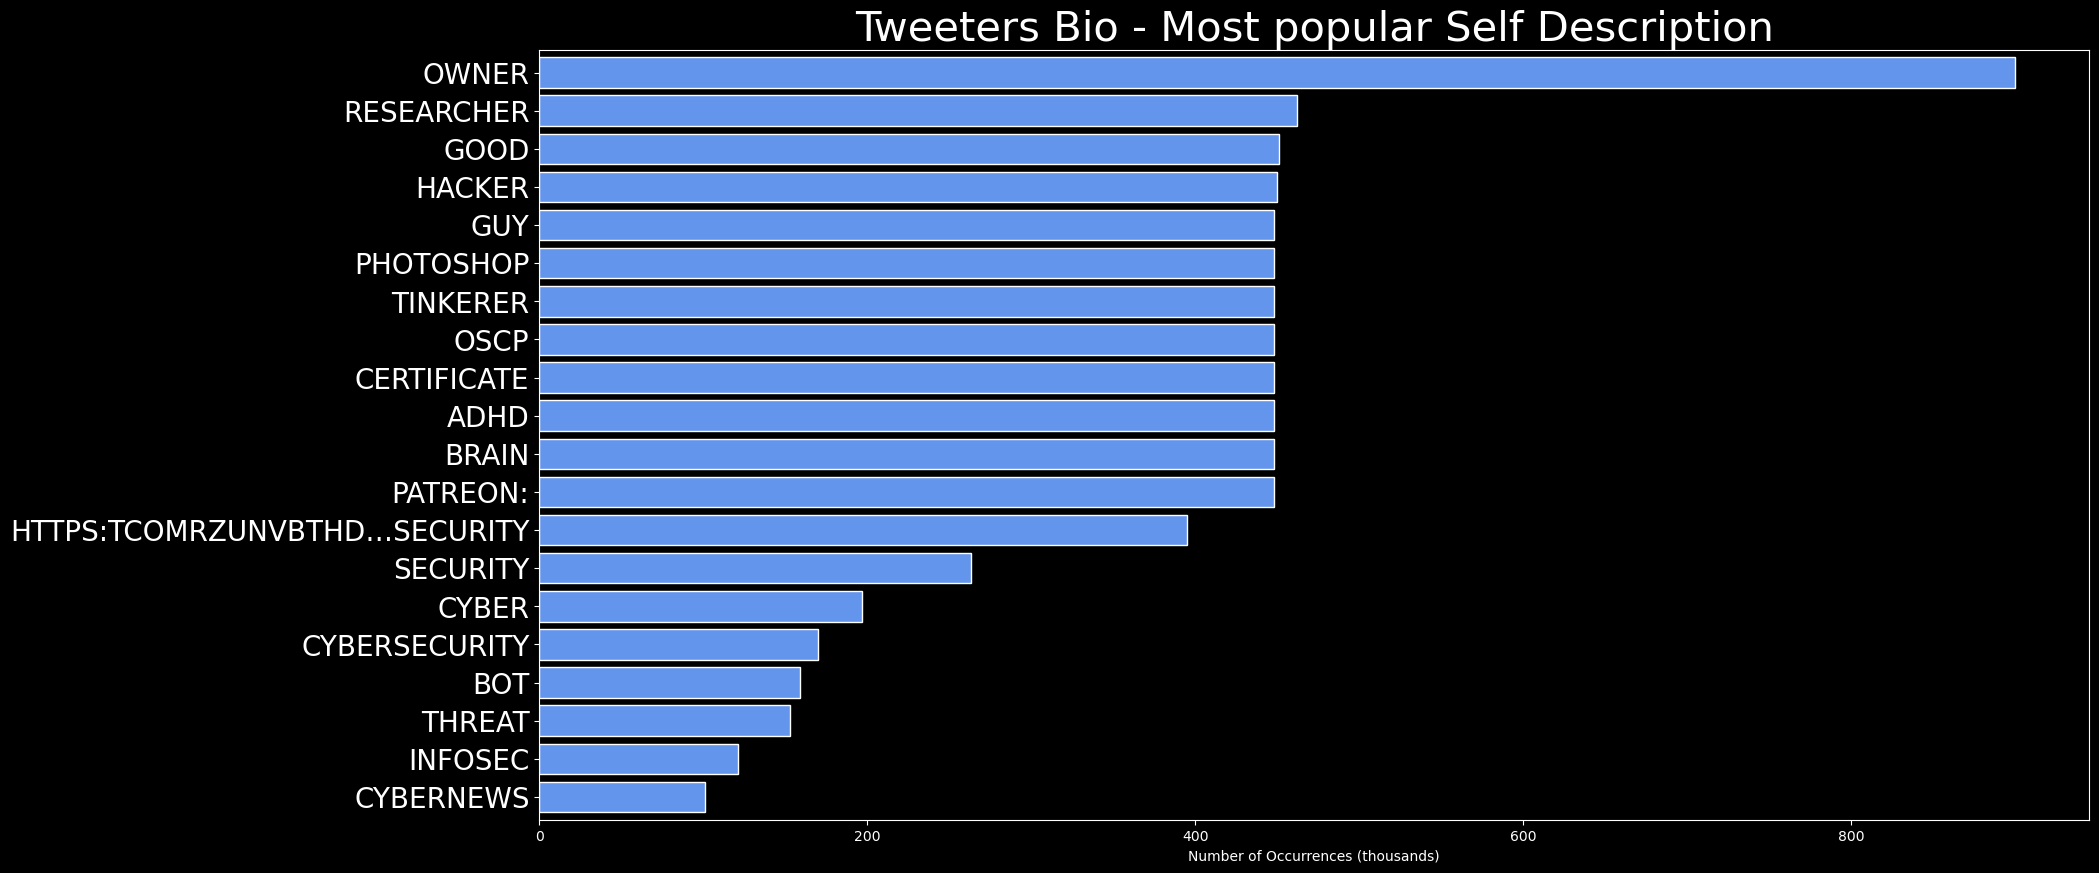 Tweeters Bio - Most popular Self Description
OWNER
RESEARCHER
GOOD
HACKER
GUY
PHOTOSHOP
TINKERER
OSCP
CERTIFICATE
ADHD
BRAIN
PATREON:
HTTPS:TCOMRZUNVBTHD...SECURITY
SECURITY
CYBER
CYBERSECURITY
BOT
THREAT
INFOSEC
CYBERNEWS
0 200 400 600 800
Number of Occurrences (thousands)